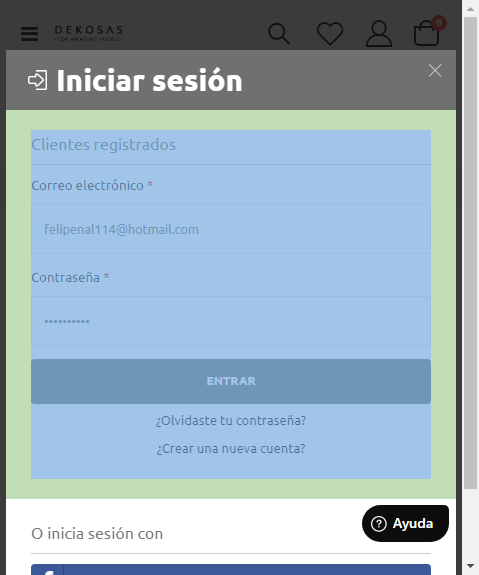 DEKOSAS
•FOR AMAZING PEOPLE•
0
Iniciar sesión
Clientes registrados
Correo electrónico *
felipenal114@hotmail.com
Contraseña *
••••••••••
ENTRAR
¿Olvidaste tu contraseña?
¿Crear una nueva cuenta?
O inicia sesión con
Ayuda